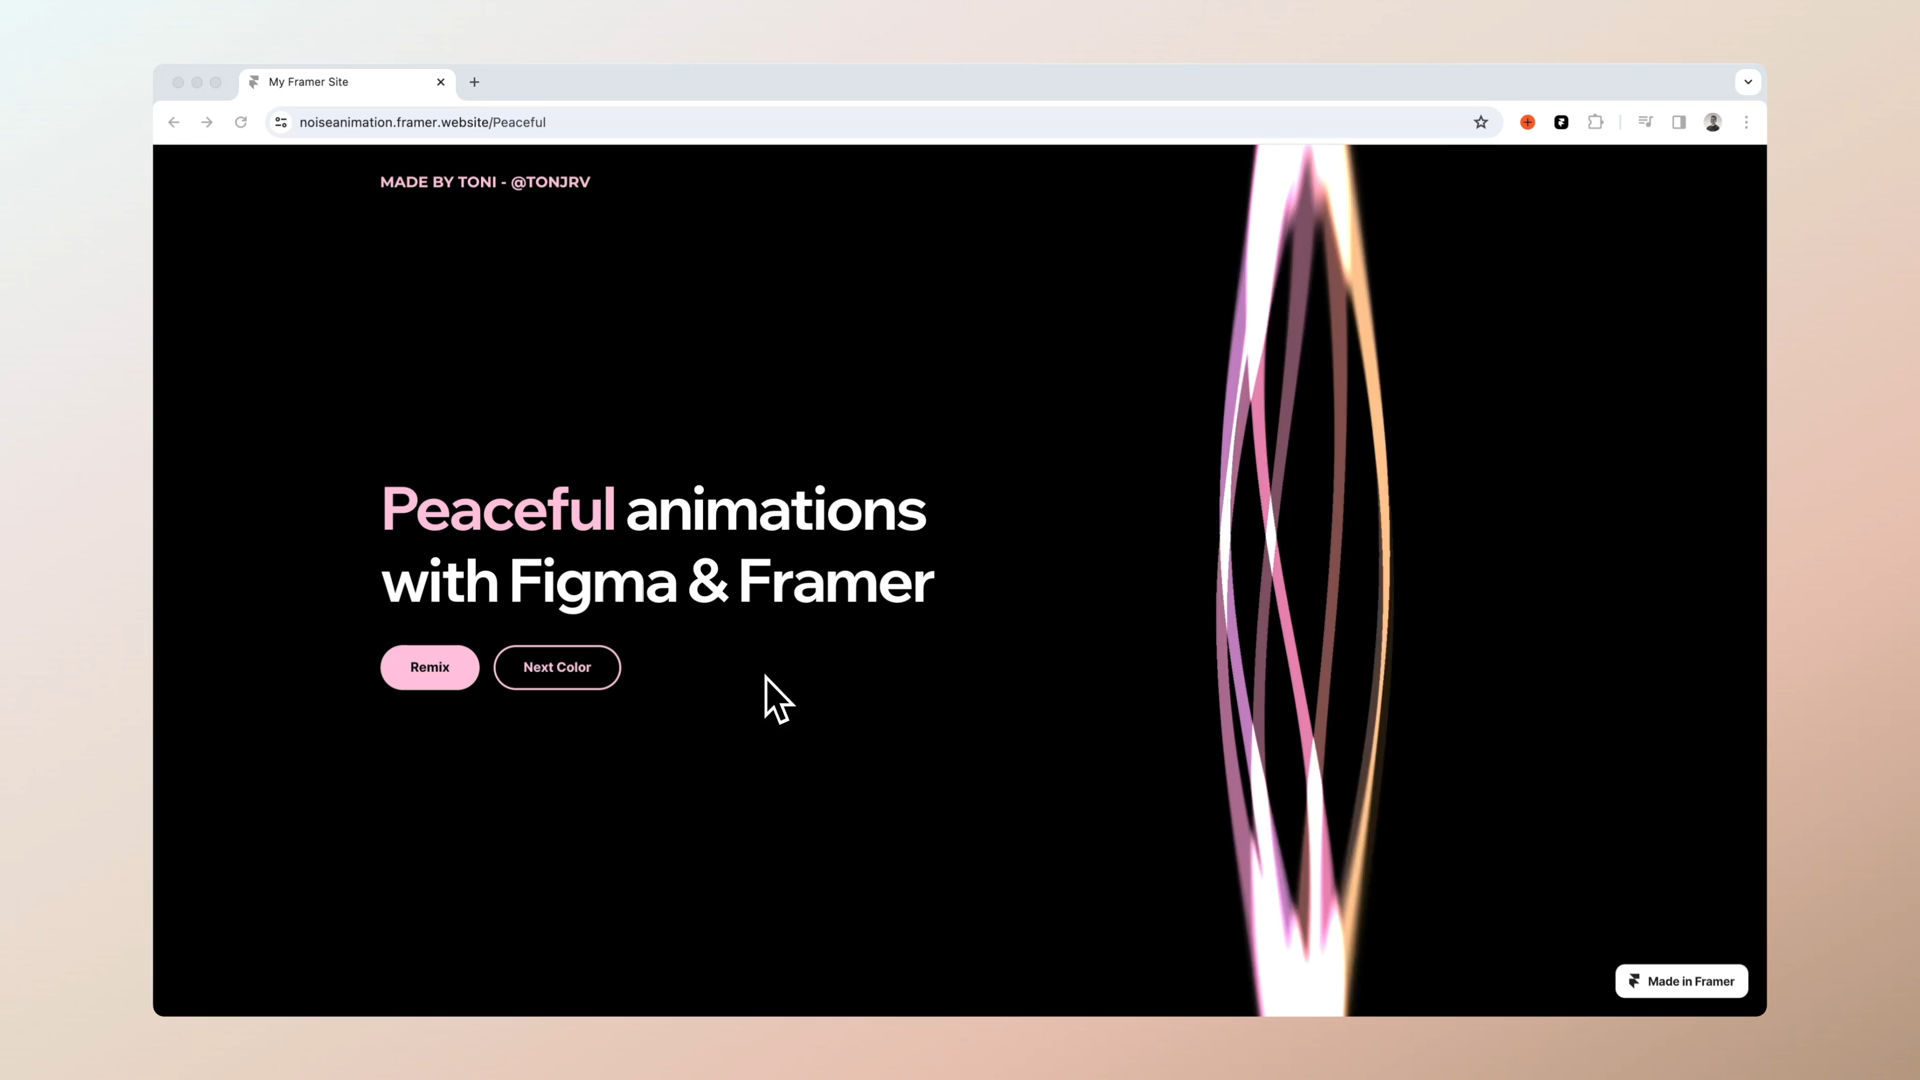 My Framer Site
noiseanimation.framer.website/Peaceful
MADE BY TONI - @TONJRV
Peaceful animations
with Figma & Framer
Remix
Next Color
Made in Framer